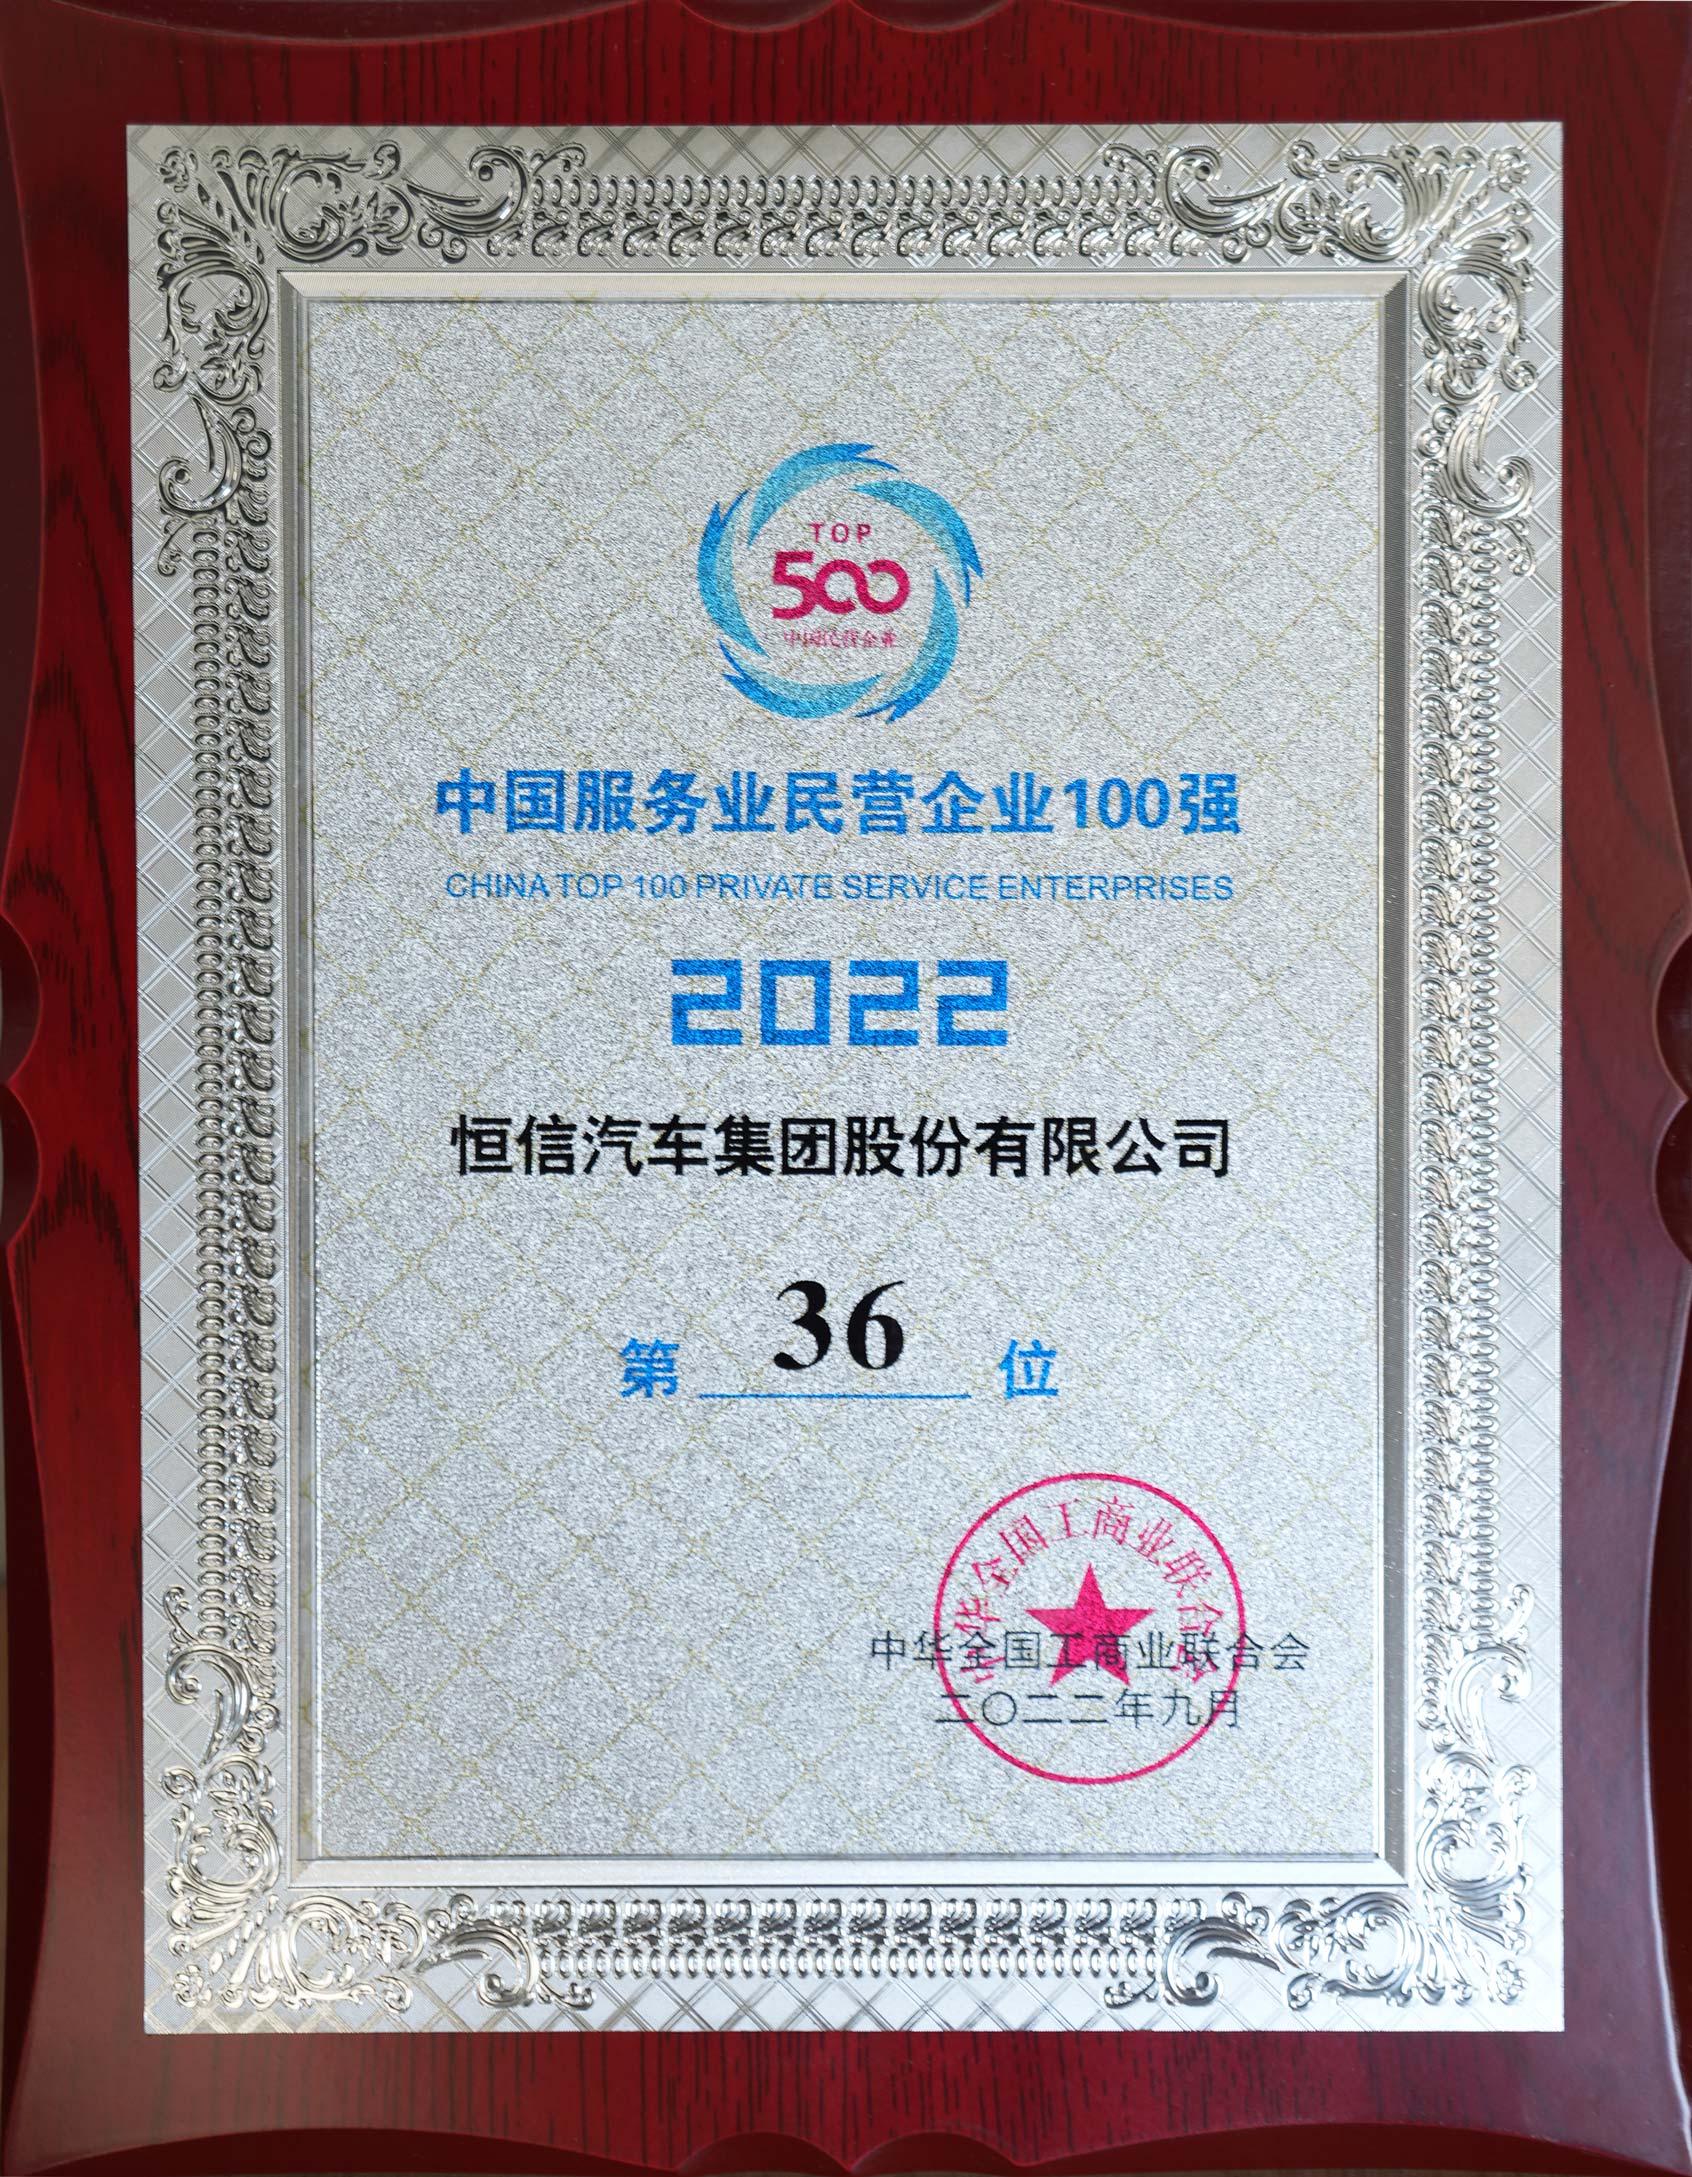 TOP
500
中国民营企业
中国服务业民营企业100强
CHINA TOP 100 PRIVATE SERVICE ENTERPRISES
2022
恒信汽车集团股份有限公司
第 36 位
中华全国工商业联合会
中华全国工商业联合会
二〇二二年九月